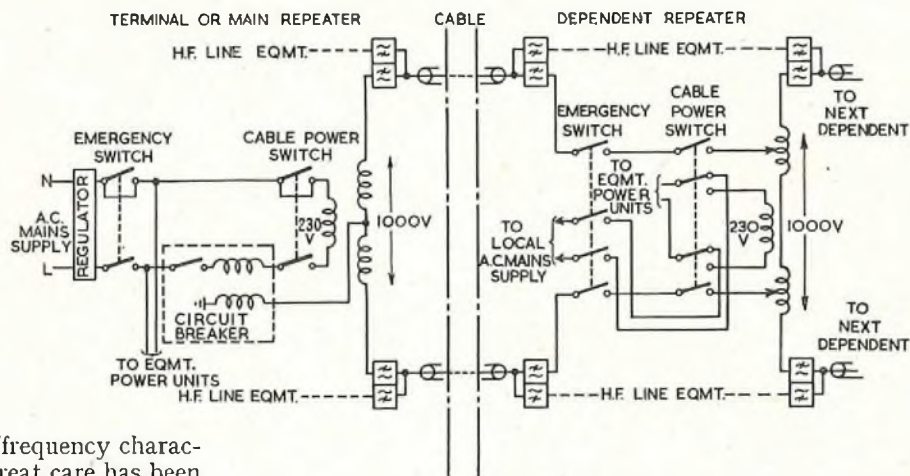 TERMINAL OR MAIN REPEATER
CABLE
DEPENDENT REPEATER
H.F. LINE EQMT.
H.F. LINE EQMT.
EMERGENCY
SWITCH
CABLE POWER
SWITCH
EMERGENCY
SWITCH
CABLE
POWER
SWITCH
TO
NEXT
DEPENDENT
N
REGULATOR
A.C.
MAINS
SUPPLY
L
230
V
1000V
TO
EQMT.
POWER
UNITS
230
V
1000V
TO
LOCAL
A.C.MAINS
SUPPLY
CIRCUIT
BREAKER
TO EQMT.
POWER UNITS
TO
NEXT
DEPENDENT
H.F. LINE EQMT.
H.F. LINE EQMT.
/frequency charac-
reat care has been